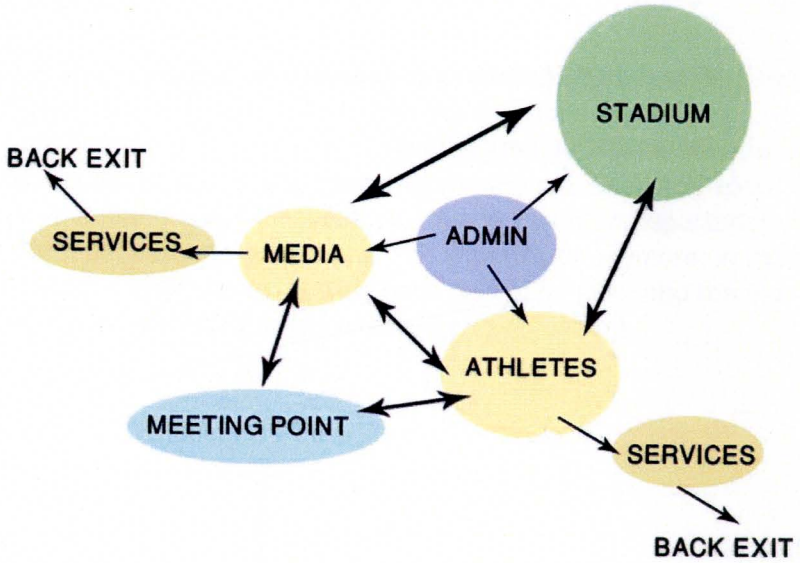 STADIUM
BACK EXIT
SERVICES
MEDIA
ADMIN
ATHLETES
MEETING POINT
SERVICES
BACK EXIT